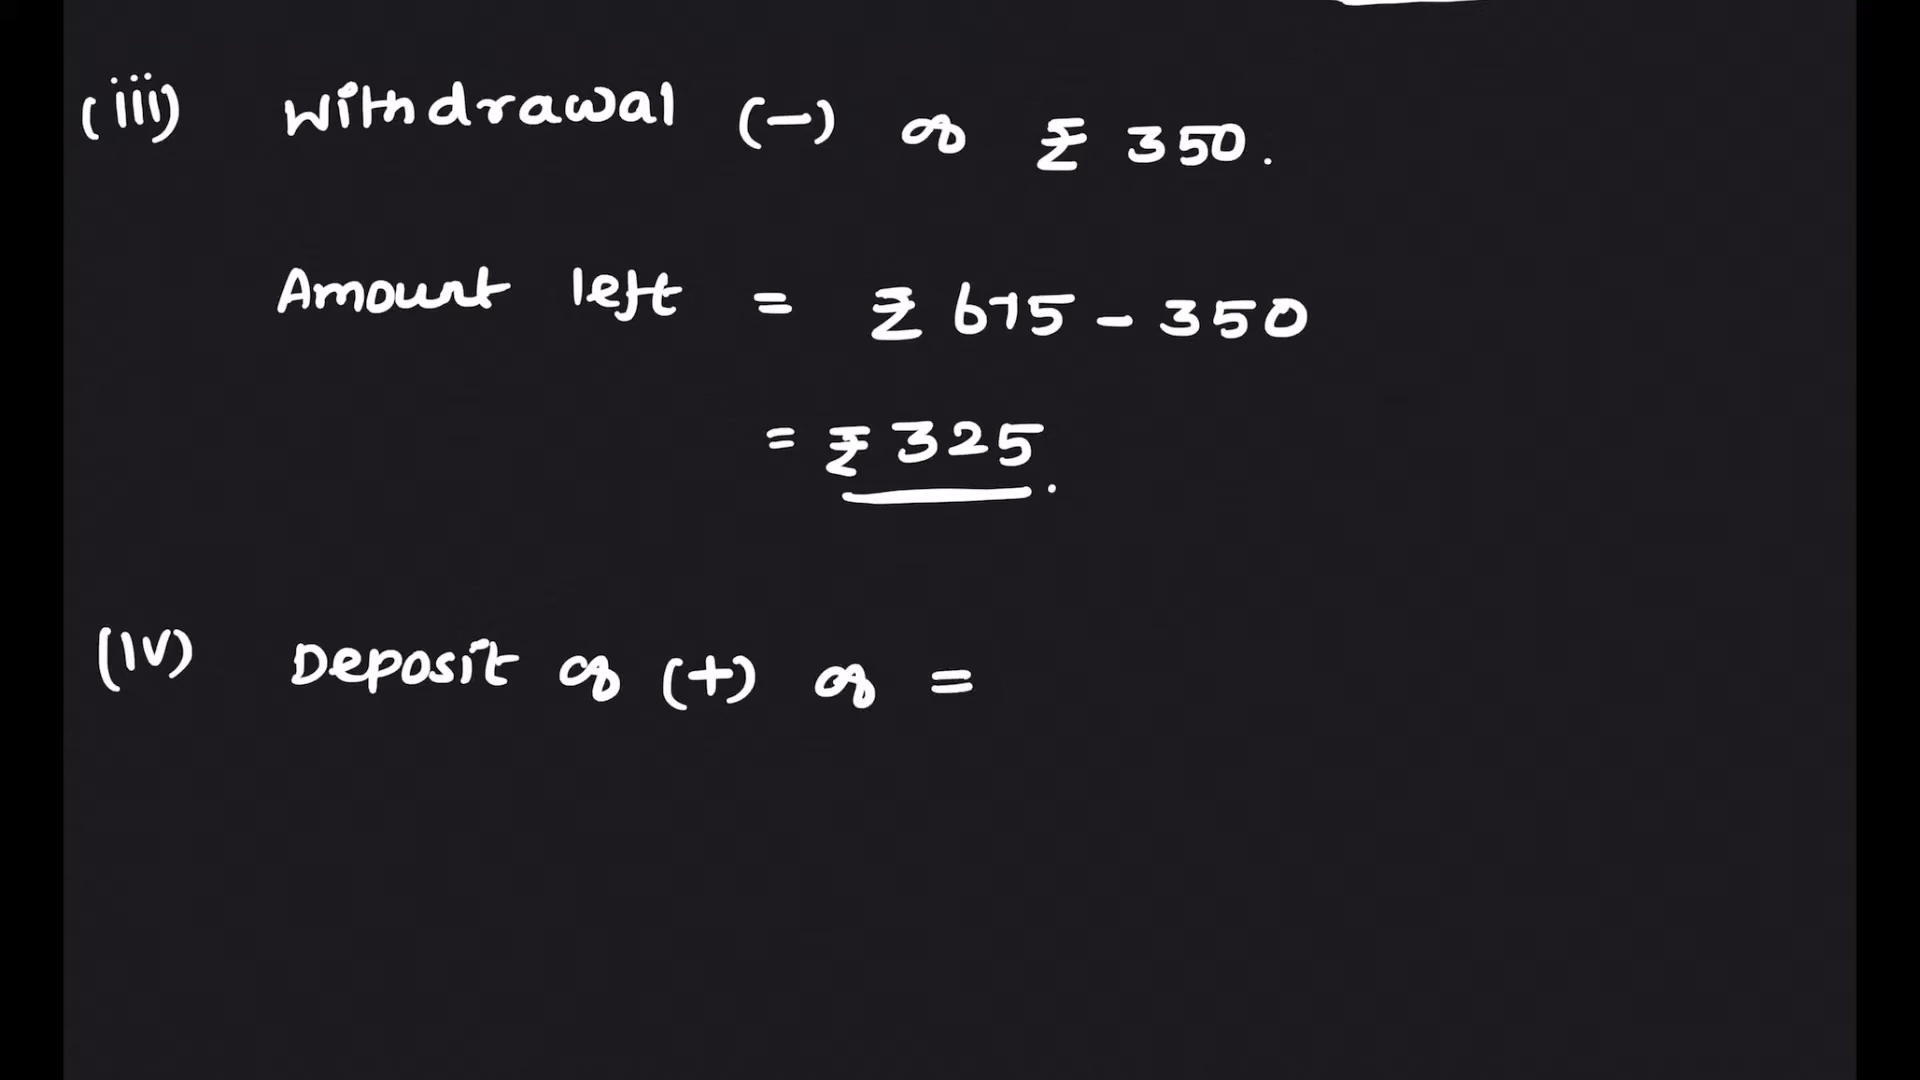 (iii) Withdrawal (-) of ₹ 350.
Amount left = ₹ 675 - 350
= ₹ 325.
(IV) Deposit of (+) of =